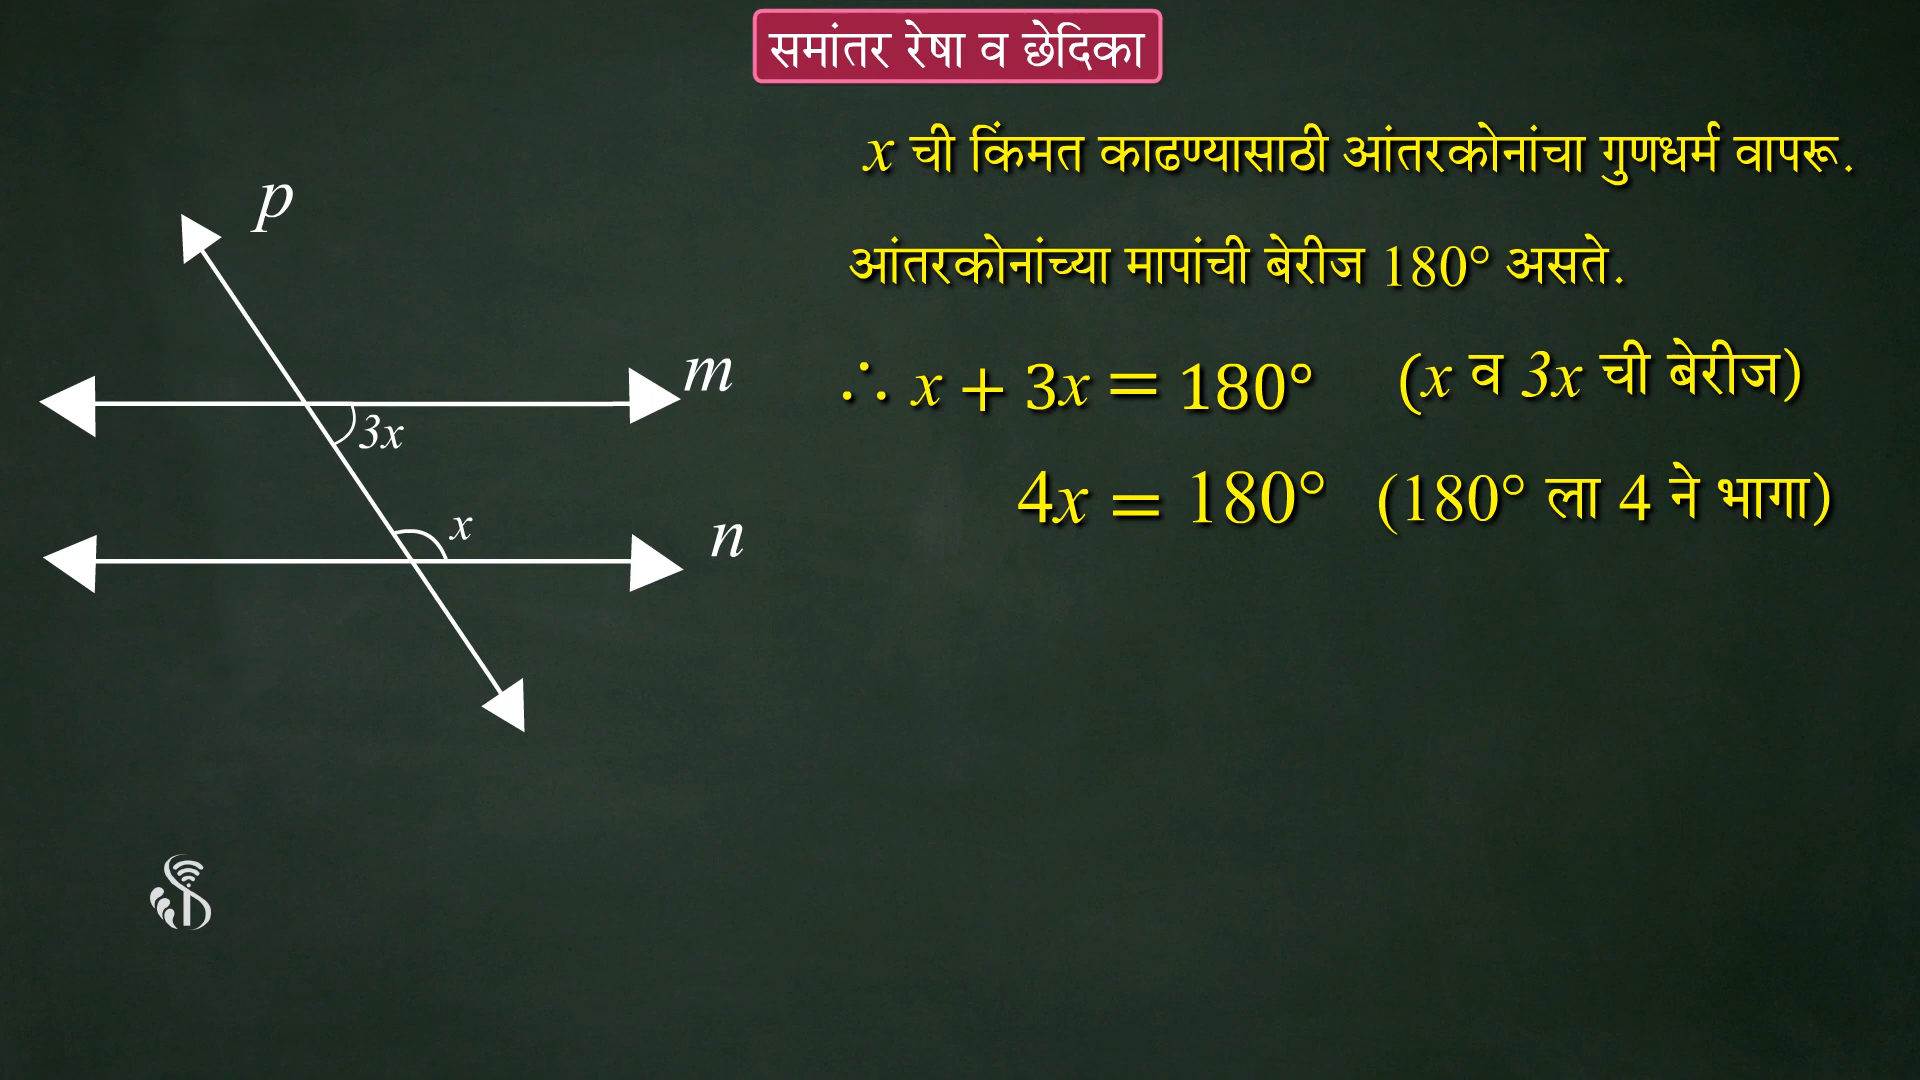 समांतर रेषा व छेदिका
x ची किंमत काढण्यासाठी आंतरकोनांचा गुणधर्म वापरू.
आंतरकोनांच्या मापांची बेरीज 180° असते.
∴ x + 3x = 180° (x व 3x ची बेरीज)
4x = 180° (180° ला 4 ने भागा)
p
m
3x
x
n